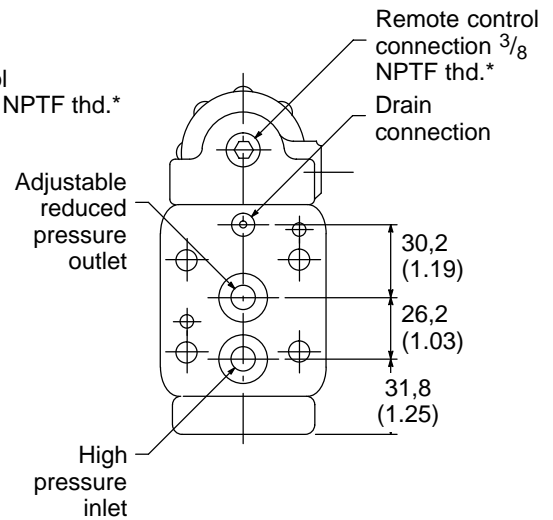 Remote control
connection 3/8
NPTF thd.*
ol
NPTF thd.*
Drain
connection
Adjustable
reduced
pressure
outlet
30,2
(1.19)
26,2
(1.03)
31,8
(1.25)
High
pressure
inlet